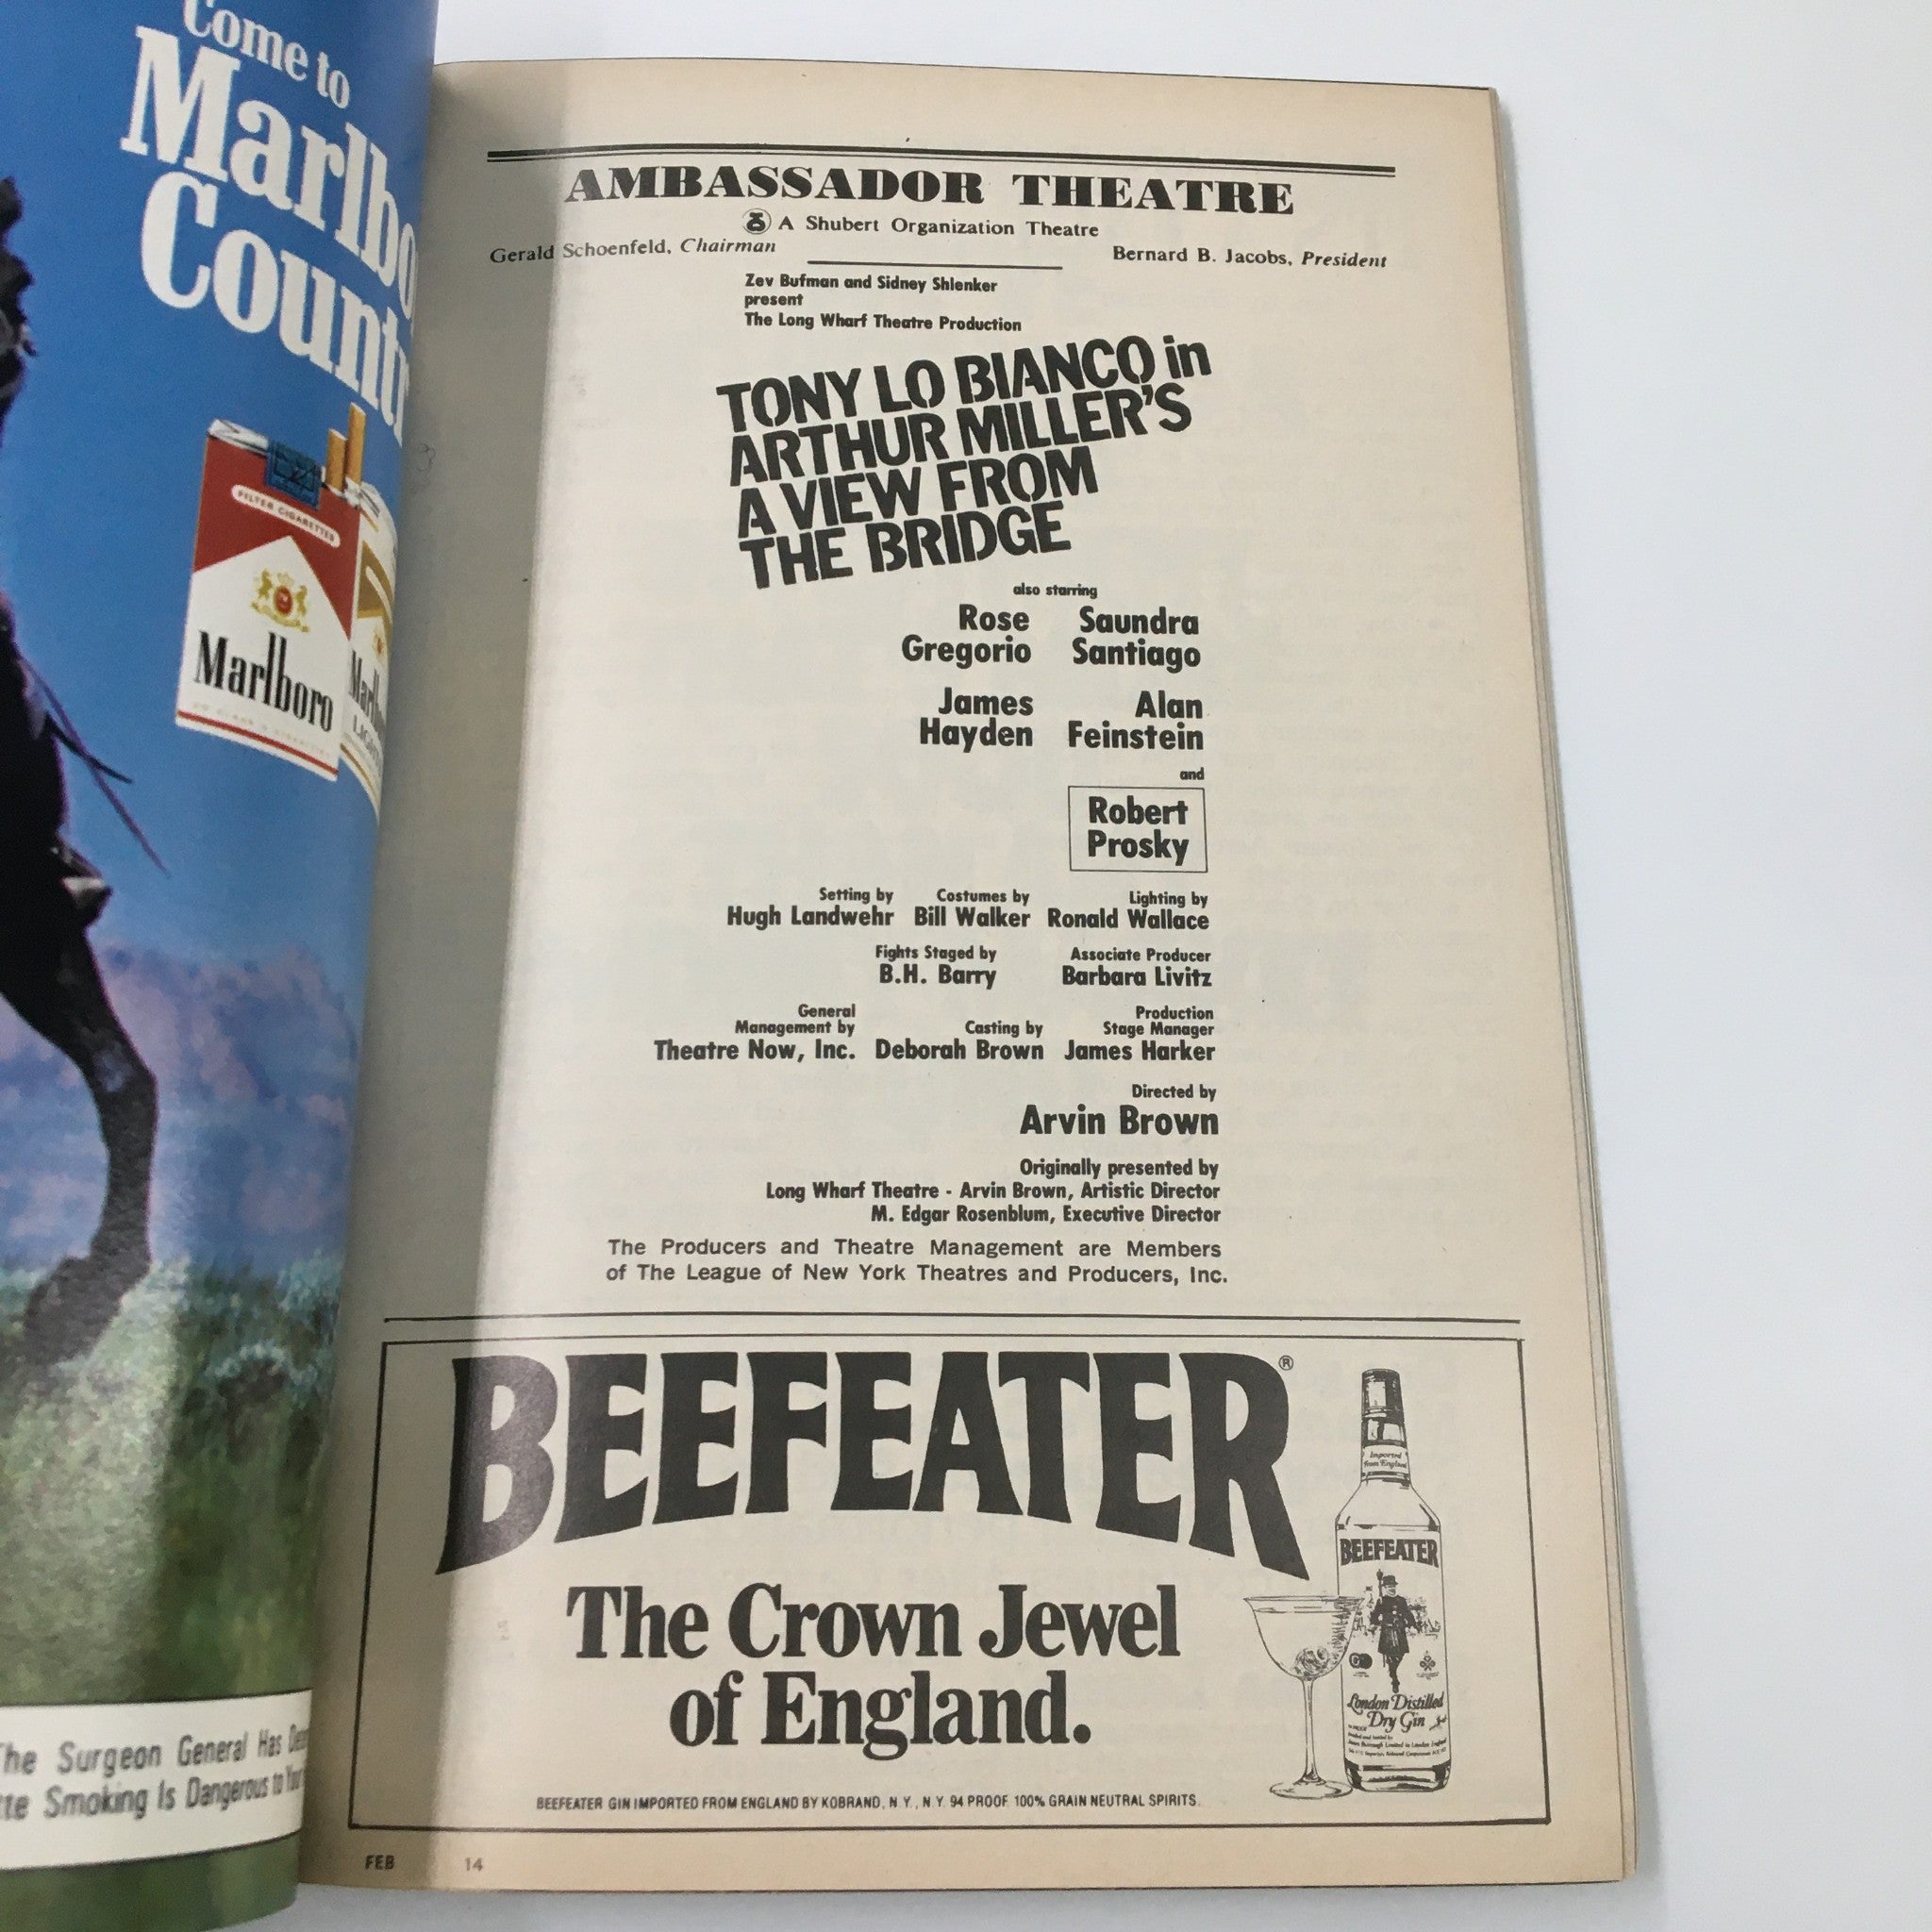 Come to
Marlbo
Countr
FILTER CIGARETTES
Marlboro
The Surgeon General Has
Smoking Is Dangerous to Your
AMBASSADOR THEATRE
A Shubert Organization Theatre
Gerald Schoenfeld, Chairman Bernard B. Jacobs, President
Zev Bufman and Sidney Shlenker
present
The Long Wharf Theatre Production
TONY LO BIANCO in
ARTHUR MILLER'S
A VIEW FROM
THE BRIDGE
also starring
Rose Saundra
Gregorio Santiago
James Alan
Hayden Feinstein
and
Robert
Prosky
Setting by Costumes by Lighting by
Hugh Landwehr Bill Walker Ronald Wallace
Fights Staged by Associate Producer
B.H. Barry Barbara Livitz
General Production
Management by Casting by Stage Manager
Theatre Now, Inc. Deborah Brown James Harker
Directed by
Arvin Brown
Originally presented by
Long Wharf Theatre - Arvin Brown, Artistic Director
M. Edgar Rosenblum, Executive Director
The Producers and Theatre Management are Members
of The League of New York Theatres and Producers, Inc.
BEEFEATER®
The Crown Jewel
of England.
Imported
from England
BEEFEATER
London Distilled
Dry Gin
BEEFEATER GIN IMPORTED FROM ENGLAND BY KOBRAND, N.Y., N.Y. 94 PROOF. 100% GRAIN NEUTRAL SPIRITS.
FEB 14